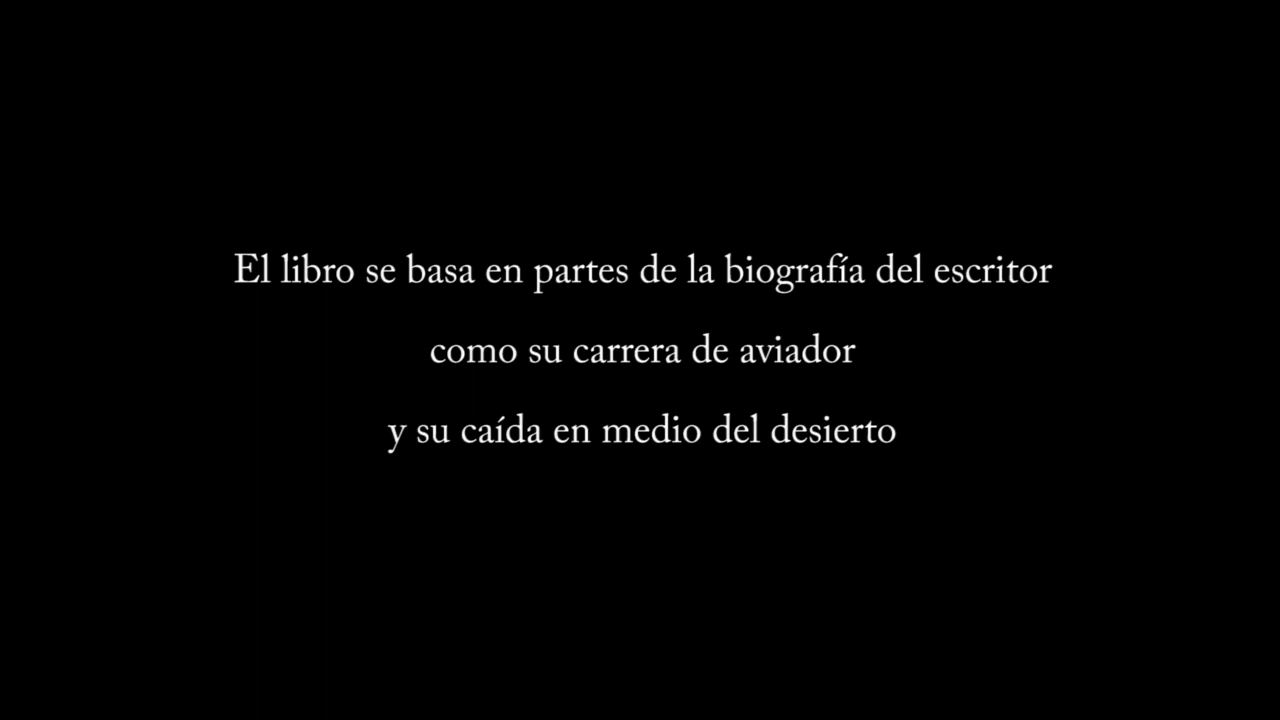 El libro se basa en partes de la biografía del escritor
como su carrera de aviador
y su caída en medio del desierto